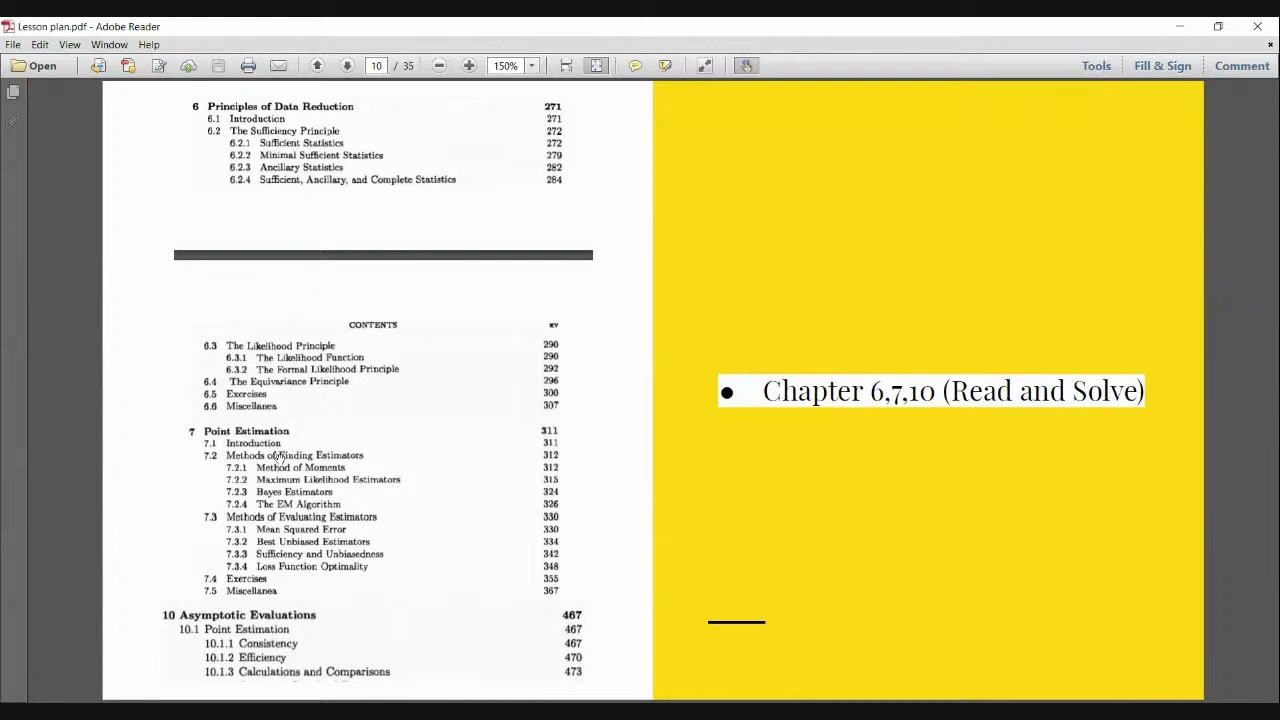 Lesson plan.pdf - Adobe Reader
File Edit View Window Help
Open 10 / 35 150% Tools Fill & Sign Comment
6 Principles of Data Reduction 271
6.1 Introduction 271
6.2 The Sufficiency Principle 272
6.2.1 Sufficient Statistics 272
6.2.2 Minimal Sufficient Statistics 279
6.2.3 Ancillary Statistics 282
6.2.4 Sufficient, Ancillary, and Complete Statistics 284
CONTENTS xv
6.3 The Likelihood Principle 290
6.3.1 The Likelihood Function 290
6.3.2 The Formal Likelihood Principle 292
6.4 The Equivariance Principle 296
6.5 Exercises 300
6.6 Miscellanea 307
7 Point Estimation 311
7.1 Introduction 311
7.2 Methods of Finding Estimators 312
7.2.1 Method of Moments 312
7.2.2 Maximum Likelihood Estimators 315
7.2.3 Bayes Estimators 324
7.2.4 The EM Algorithm 326
7.3 Methods of Evaluating Estimators 330
7.3.1 Mean Squared Error 330
7.3.2 Best Unbiased Estimators 334
7.3.3 Sufficiency and Unbiasedness 342
7.3.4 Loss Function Optimality 348
7.4 Exercises 355
7.5 Miscellanea 367
10 Asymptotic Evaluations 467
10.1 Point Estimation 467
10.1.1 Consistency 467
10.1.2 Efficiency 470
10.1.3 Calculations and Comparisons 473
● Chapter 6,7,10 (Read and Solve)